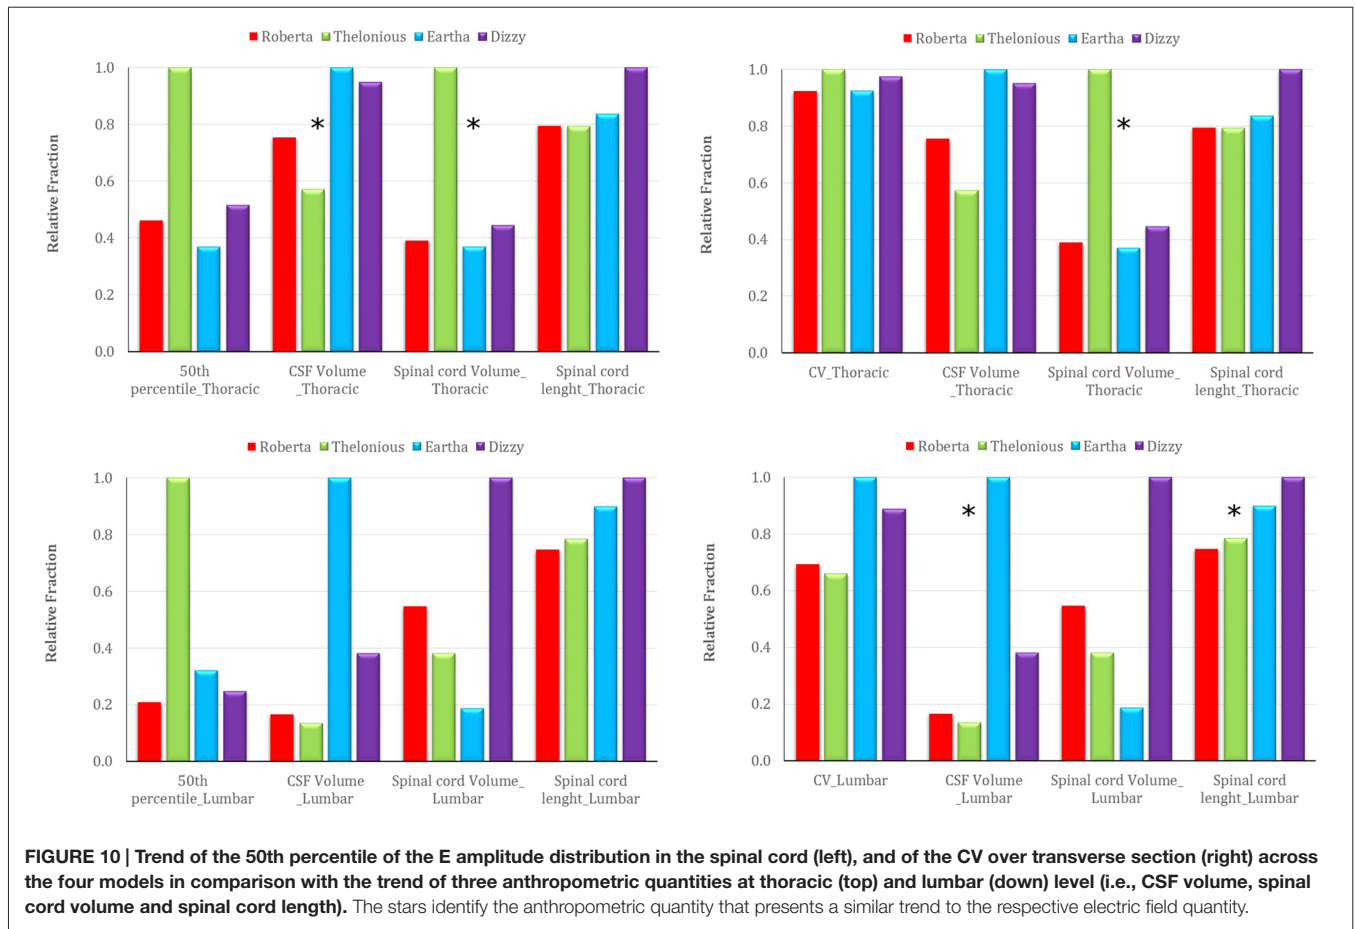 Roberta Thelonious Eartha Dizzy
1.0
0.8
0.6
0.4
0.2
0.0
Relative Fraction
* *
50th CSF Volume Spinal cord Volume_ Spinal cord
percentile_Thoracic _Thoracic Thoracic lenght_Thoracic
Roberta Thelonious Eartha Dizzy
1.0
0.8
0.6
0.4
0.2
0.0
Relative Fraction
*
CV_Thoracic CSF Volume Spinal cord Volume_ Spinal cord
_Thoracic Thoracic lenght_Thoracic
Roberta Thelonious Eartha Dizzy
1.0
0.8
0.6
0.4
0.2
0.0
Relative Fraction
50th CSF Volume Spinal cord Volume_ Spinal cord
percentile_Lumbar _Lumbar Lumbar lenght_Lumbar
Roberta Thelonious Eartha Dizzy
1.0
0.8
0.6
0.4
0.2
0.0
Relative Fraction
* *
CV_Lumbar CSF Volume Spinal cord Volume_ Spinal cord
_Lumbar Lumbar lenght_Lumbar
FIGURE 10 | Trend of the 50th percentile of the E amplitude distribution in the spinal cord (left), and of the CV over transverse section (right) across
the four models in comparison with the trend of three anthropometric quantities at thoracic (top) and lumbar (down) level (i.e., CSF volume, spinal
cord volume and spinal cord length). The stars identify the anthropometric quantity that presents a similar trend to the respective electric field quantity.